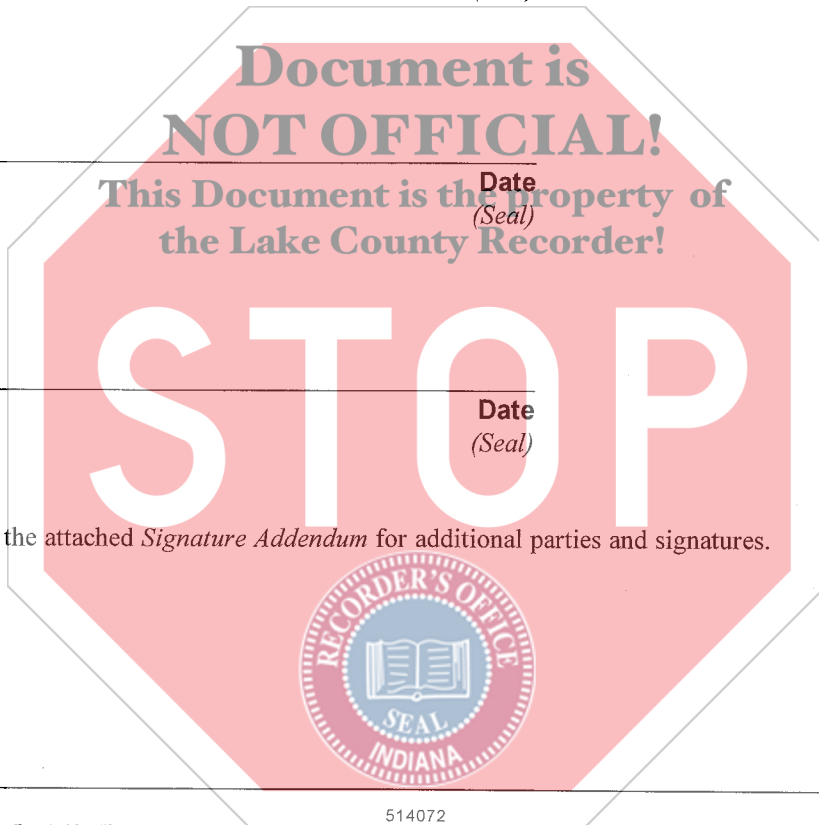 Document is
NOT OFFICIAL!
Date
This Document is the property of
(Seal)
the Lake County Recorder!
STOP
Date
(Seal)
the attached Signature Addendum for additional parties and signatures.
RECORDER'S OFFICE
SEAL
INDIANA
514072